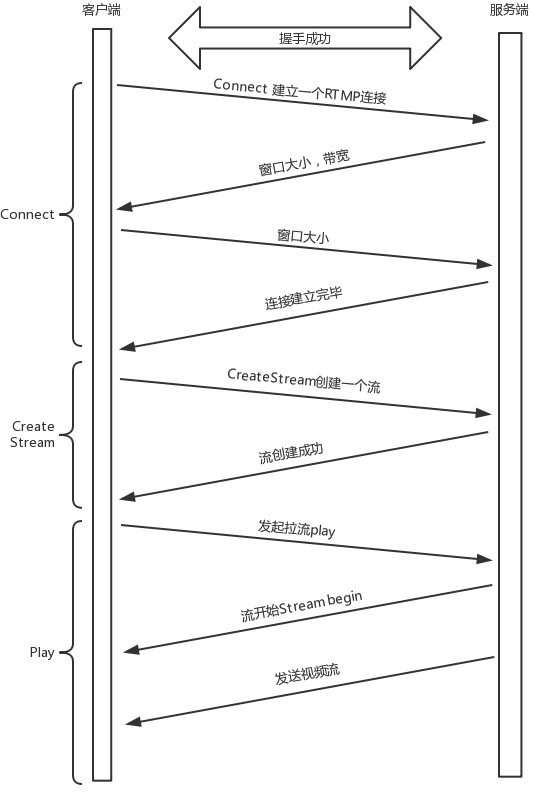 客户端
服务端
握手成功
Connect 建立一个RTMP连接
窗口大小，带宽
Connect
窗口大小
连接建立完毕
CreateStream创建一个流
Create
Stream
流创建成功
发起拉流play
流开始Stream begin
Play
发送视频流